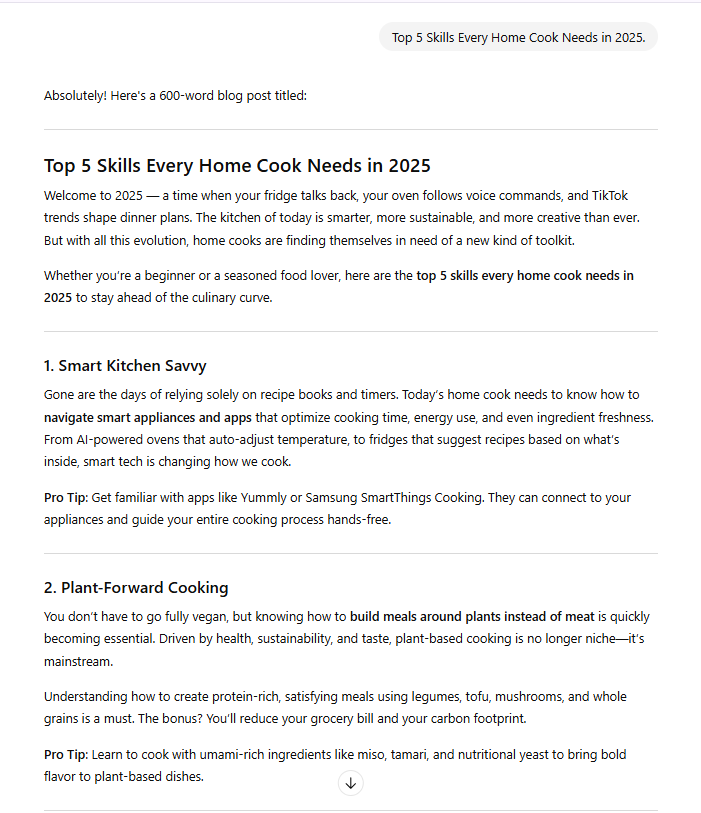 Top 5 Skills Every Home Cook Needs in 2025.
Absolutely! Here's a 600-word blog post titled:
Top 5 Skills Every Home Cook Needs in 2025
Welcome to 2025 — a time when your fridge talks back, your oven follows voice commands, and TikTok
trends shape dinner plans. The kitchen of today is smarter, more sustainable, and more creative than ever.
But with all this evolution, home cooks are finding themselves in need of a new kind of toolkit.
Whether you're a beginner or a seasoned food lover, here are the top 5 skills every home cook needs in
2025 to stay ahead of the culinary curve.
1. Smart Kitchen Savvy
Gone are the days of relying solely on recipe books and timers. Today's home cook needs to know how to
navigate smart appliances and apps that optimize cooking time, energy use, and even ingredient freshness.
From AI-powered ovens that auto-adjust temperature, to fridges that suggest recipes based on what's
inside, smart tech is changing how we cook.
Pro Tip: Get familiar with apps like Yummly or Samsung SmartThings Cooking. They can connect to your
appliances and guide your entire cooking process hands-free.
2. Plant-Forward Cooking
You don't have to go fully vegan, but knowing how to build meals around plants instead of meat is quickly
becoming essential. Driven by health, sustainability, and taste, plant-based cooking is no longer niche—it's
mainstream.
Understanding how to create protein-rich, satisfying meals using legumes, tofu, mushrooms, and whole
grains is a must. The bonus? You'll reduce your grocery bill and your carbon footprint.
Pro Tip: Learn to cook with umami-rich ingredients like miso, tamari, and nutritional yeast to bring bold
flavor to plant-based dishes.